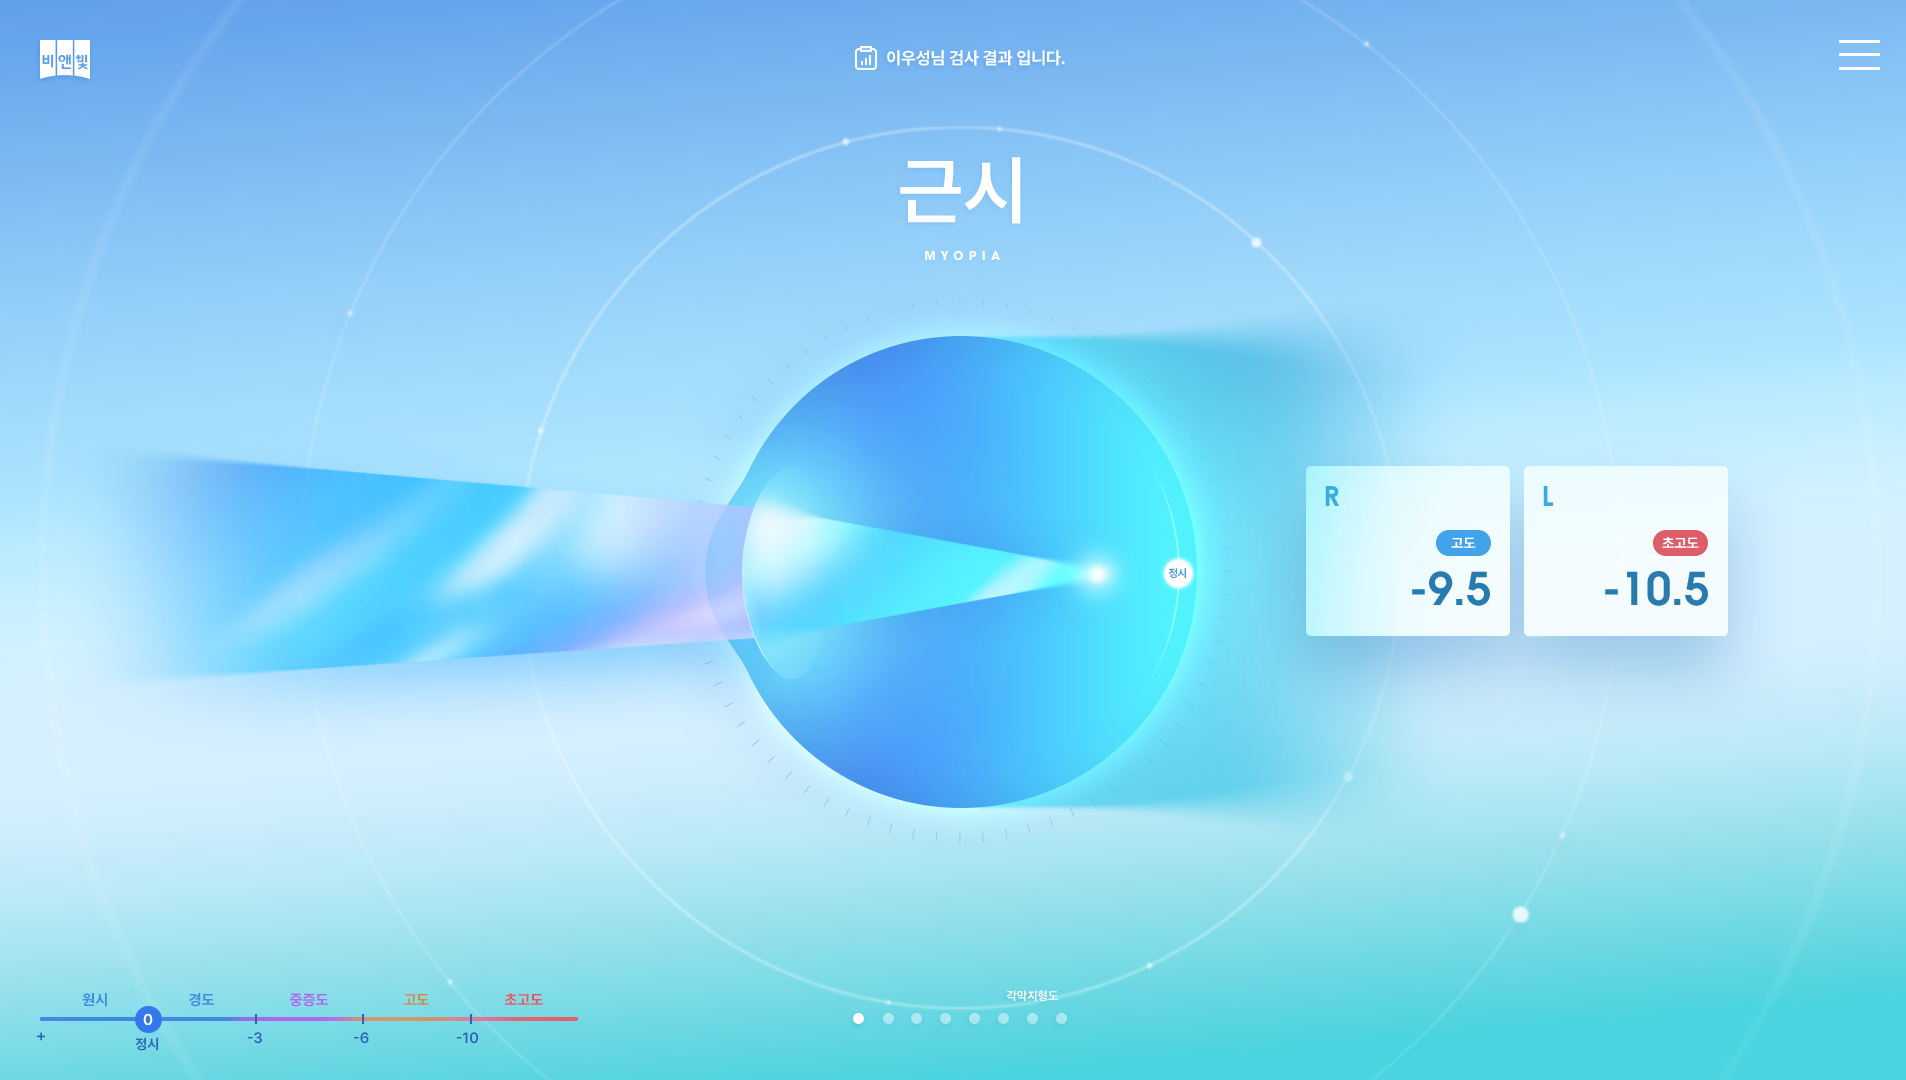 비앤빛
이우성님 검사 결과 입니다.
근시
MYOPIA
정시
R
고도
-9.5
L
초고도
-10.5
원시
경도
중등도
고도
초고도
0
+
정시
-3
-6
-10
각막지형도